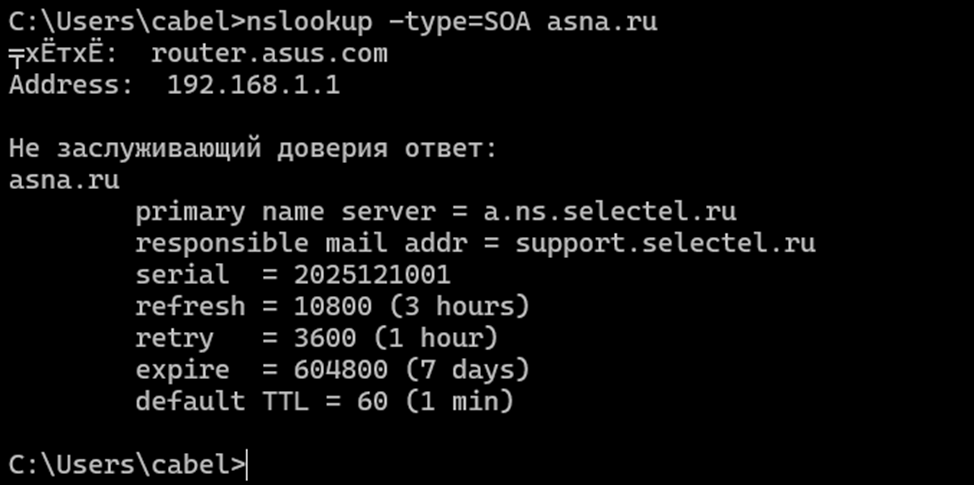 C:\Users\cabel>nslookup -type=SOA asna.ru
╤хЁтхЁ:  router.asus.com
Address:  192.168.1.1

Не заслуживающий доверия ответ:
asna.ru
        primary name server = a.ns.selectel.ru
        responsible mail addr = support.selectel.ru
        serial  = 2025121001
        refresh = 10800 (3 hours)
        retry   = 3600 (1 hour)
        expire  = 604800 (7 days)
        default TTL = 60 (1 min)

C:\Users\cabel>